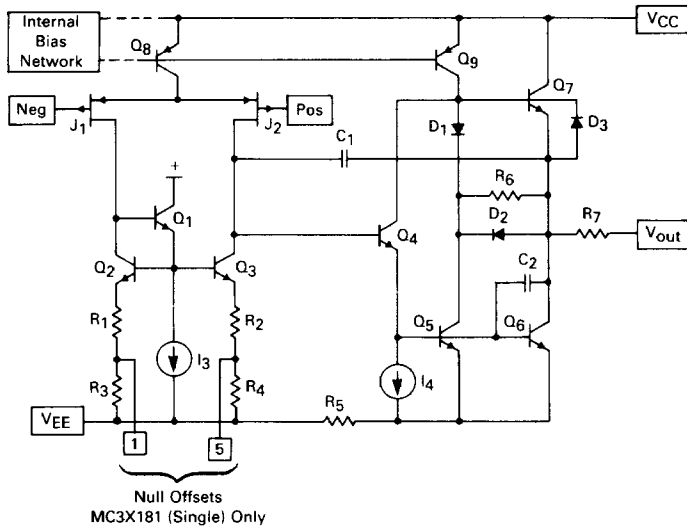 Internal
Bias
Network
VCC
Q8
Q9
Q7
Neg
J1
J2
Pos
D1
D3
C1
R6
+
Q1
D2
R7
Vout
Q4
Q2
Q3
C2
R1
R2
Q5
Q6
I3
I4
R3
R4
R5
VEE
1
5
Null Offsets
MC3X181 (Single) Only